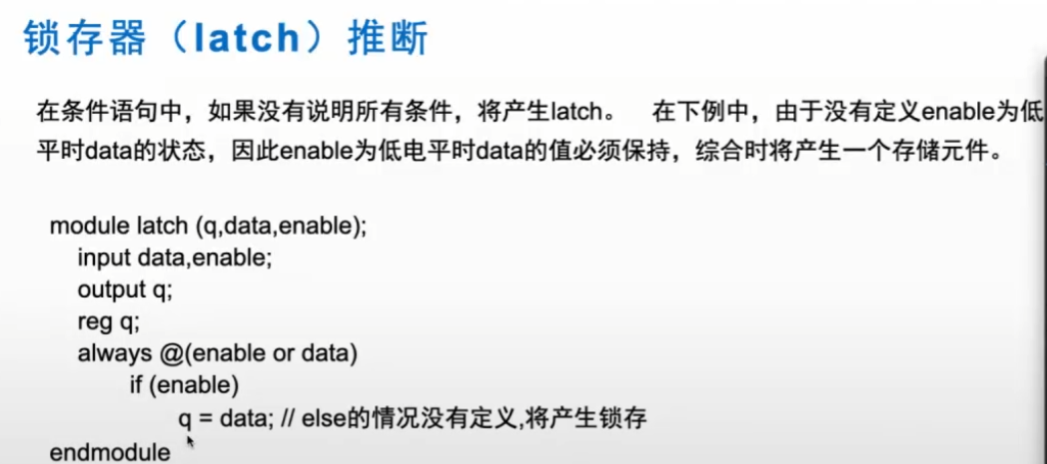 锁存器（latch）推断
在条件语句中，如果没有说明所有条件，将产生latch。 在下例中，由于没有定义enable为低
平时data的状态，因此enable为低电平时data的值必须保持，综合时将产生一个存储元件。
module latch (q,data,enable);
input data,enable;
output q;
reg q;
always @(enable or data)
if (enable)
q = data; // else的情况没有定义,将产生锁存
endmodule